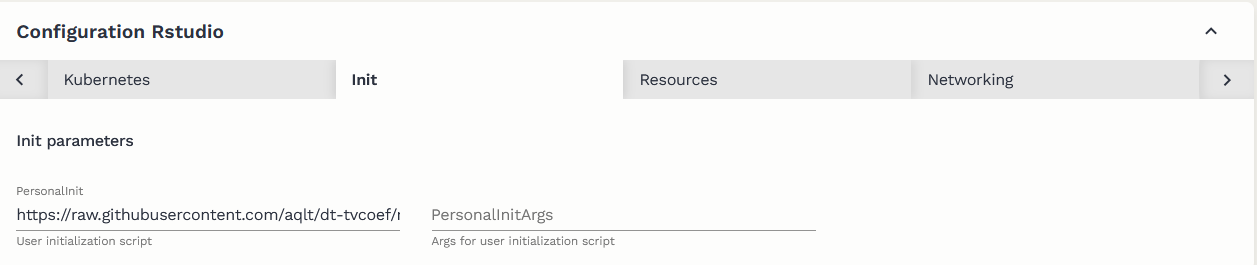 Configuration Rstudio
Kubernetes Init Resources Networking
Init parameters
PersonalInit
https://raw.githubusercontent.com/aqlt/dt-tvcoef/ PersonalInitArgs
User initialization script Args for user initialization script